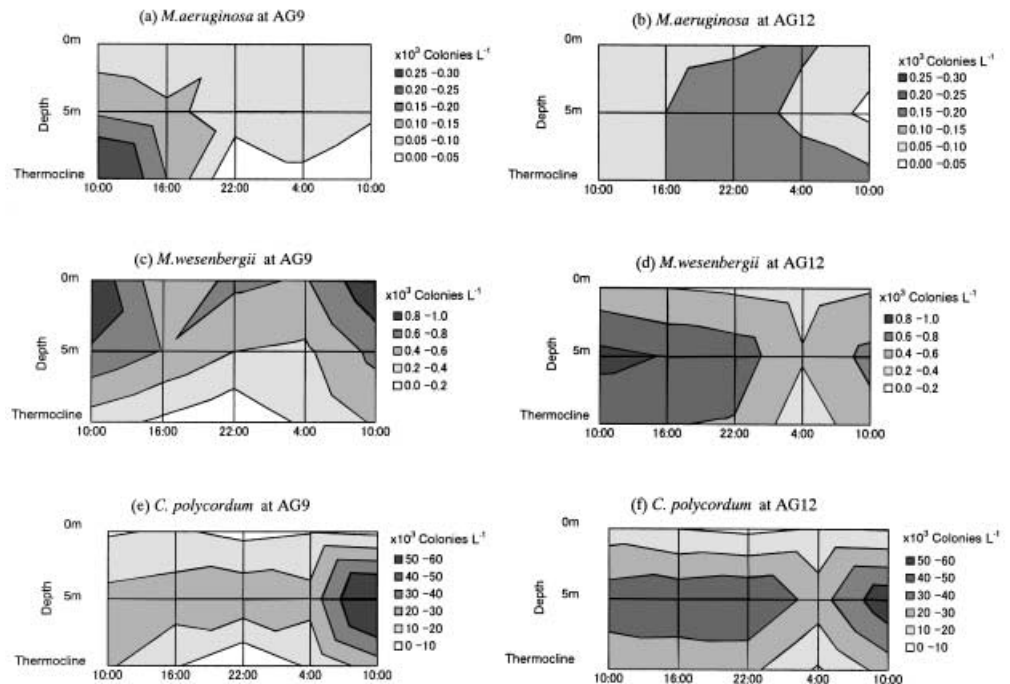 (a) M.aeruginosa at AG9
0m
5m
Depth
Thermocline
10:00 16:00 22:00 4:00 10:00
x10³ Colonies L⁻¹
0.25 -0.30
0.20 -0.25
0.15 -0.20
0.10 -0.15
0.05 -0.10
0.00 -0.05
(b) M.aeruginosa at AG12
0m
5m
Depth
Thermocline
10:00 16:00 22:00 4:00 10:00
x10³ Colonies L⁻¹
0.25 -0.30
0.20 -0.25
0.15 -0.20
0.10 -0.15
0.05 -0.10
0.00 -0.05
(c) M.wesenbergii at AG9
0m
5m
Depth
Thermocline
10:00 16:00 22:00 4:00 10:00
x10³ Colonies L⁻¹
0.8 -1.0
0.6 -0.8
0.4 -0.6
0.2 -0.4
0.0 -0.2
(d) M.wesenbergii at AG12
0m
5m
Depth
Thermocline
10:00 16:00 22:00 4:00 10:00
x10³ Colonies L⁻¹
0.8 -1.0
0.6 -0.8
0.4 -0.6
0.2 -0.4
0.0 -0.2
(e) C. polycordum at AG9
0m
5m
Depth
Thermocline
10:00 16:00 22:00 4:00 10:00
x10³ Colonies L⁻¹
50 -60
40 -50
30 -40
20 -30
10 -20
0 -10
(f) C. polycordum at AG12
0m
5m
Depth
Thermocline
10:00 16:00 22:00 4:00 10:00
x10³ Colonies L⁻¹
50 -60
40 -50
30 -40
20 -30
10 -20
0 -10